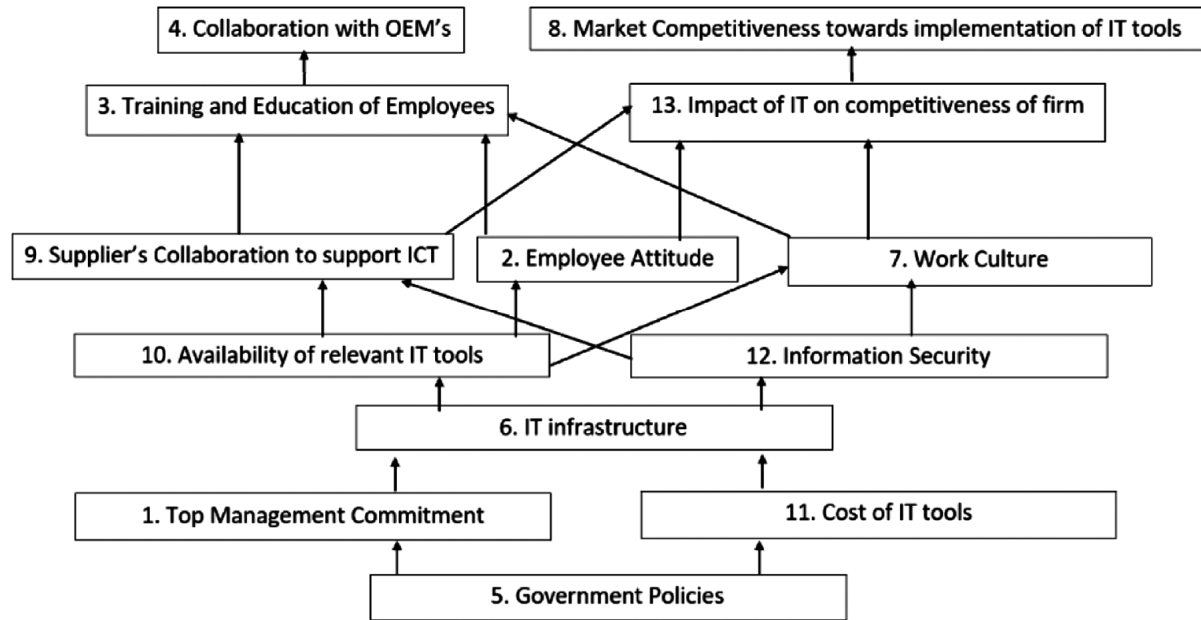 4. Collaboration with OEM's
8. Market Competitiveness towards implementation of IT tools
3. Training and Education of Employees
13. Impact of IT on competitiveness of firm
9. Supplier's Collaboration to support ICT
2. Employee Attitude
7. Work Culture
10. Availability of relevant IT tools
12. Information Security
6. IT infrastructure
1. Top Management Commitment
11. Cost of IT tools
5. Government Policies